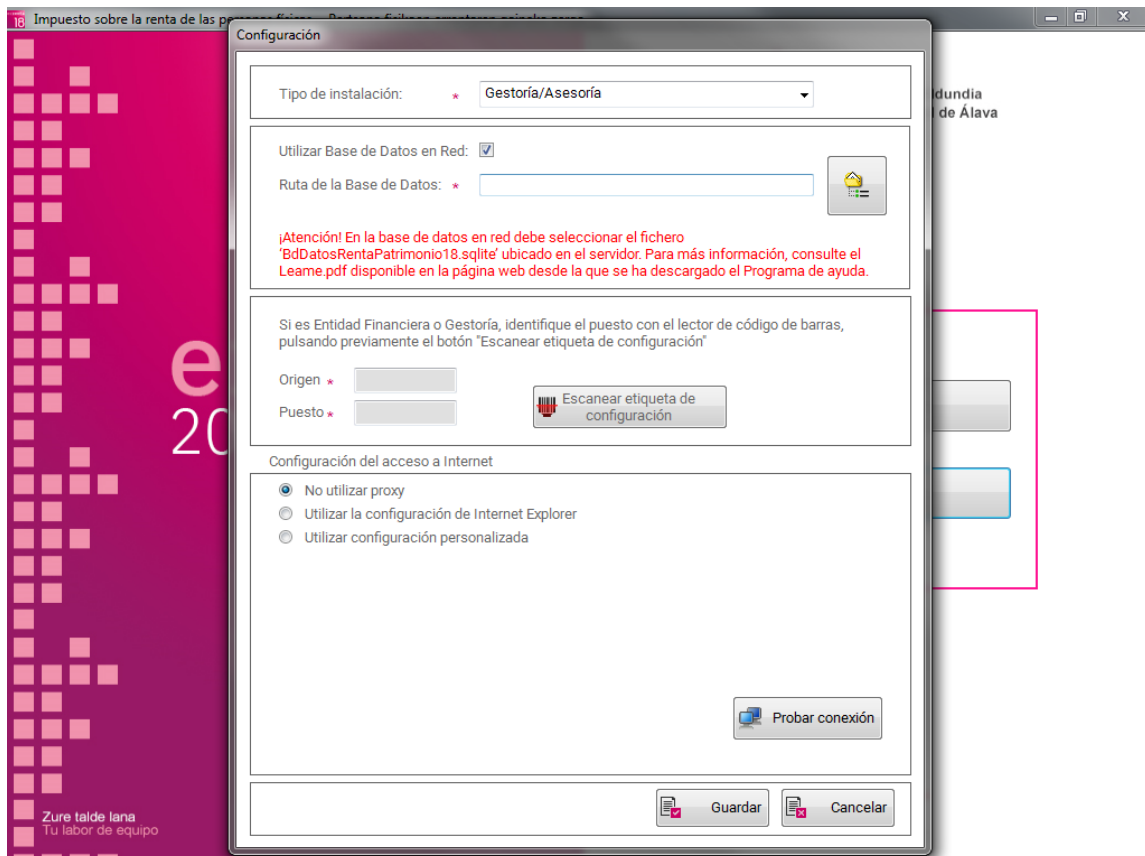 18 Impuesto sobre la renta de las
Configuración
Tipo de instalación: * Gestoría/Asesoría
ldundia
de Álava
Utilizar Base de Datos en Red:
Ruta de la Base de Datos: *
¡Atención! En la base de datos en red debe seleccionar el fichero
'BdDatosRentaPatrimonio18.sqlite' ubicado en el servidor. Para más información, consulte el
Leame.pdf disponible en la página web desde la que se ha descargado el Programa de ayuda.
Si es Entidad Financiera o Gestoría, identifique el puesto con el lector de código de barras,
pulsando previamente el botón "Escanear etiqueta de configuración"
e
20
Origen *
Puesto *
Escanear etiqueta de
configuración
Configuración del acceso a Internet
No utilizar proxy
Utilizar la configuración de Internet Explorer
Utilizar configuración personalizada
Probar conexión
Guardar
Cancelar
Zure talde lana
Tu labor de equipo